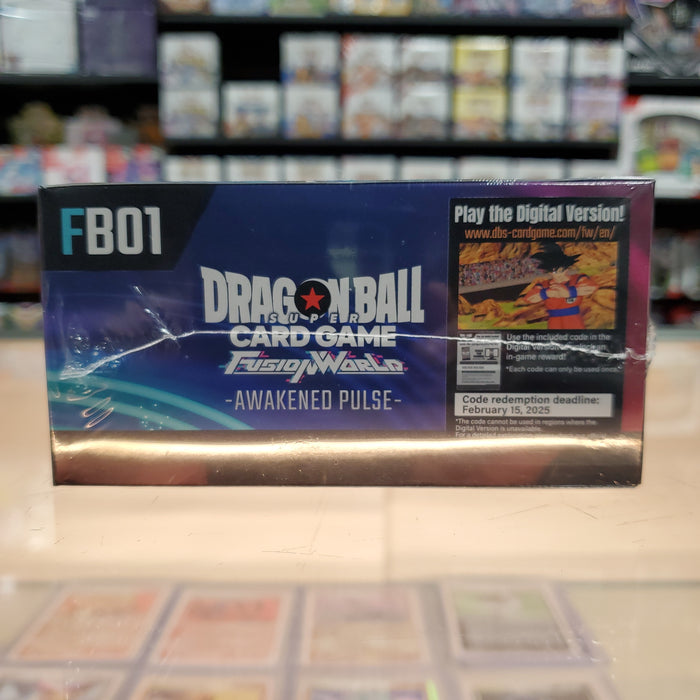 FB01
DRAGON BALL
SUPER
CARD GAME
FUSION WORLD
-AWAKENED PULSE-
Play the Digital Version!
www.dbs-cardgame.com/fw/en/
Use the included code in the
Digital Version
in-game reward!
*Each code can only be used once.
Code redemption deadline:
February 15, 2025
*The code cannot be used in regions where the
Digital Version is unavailable.